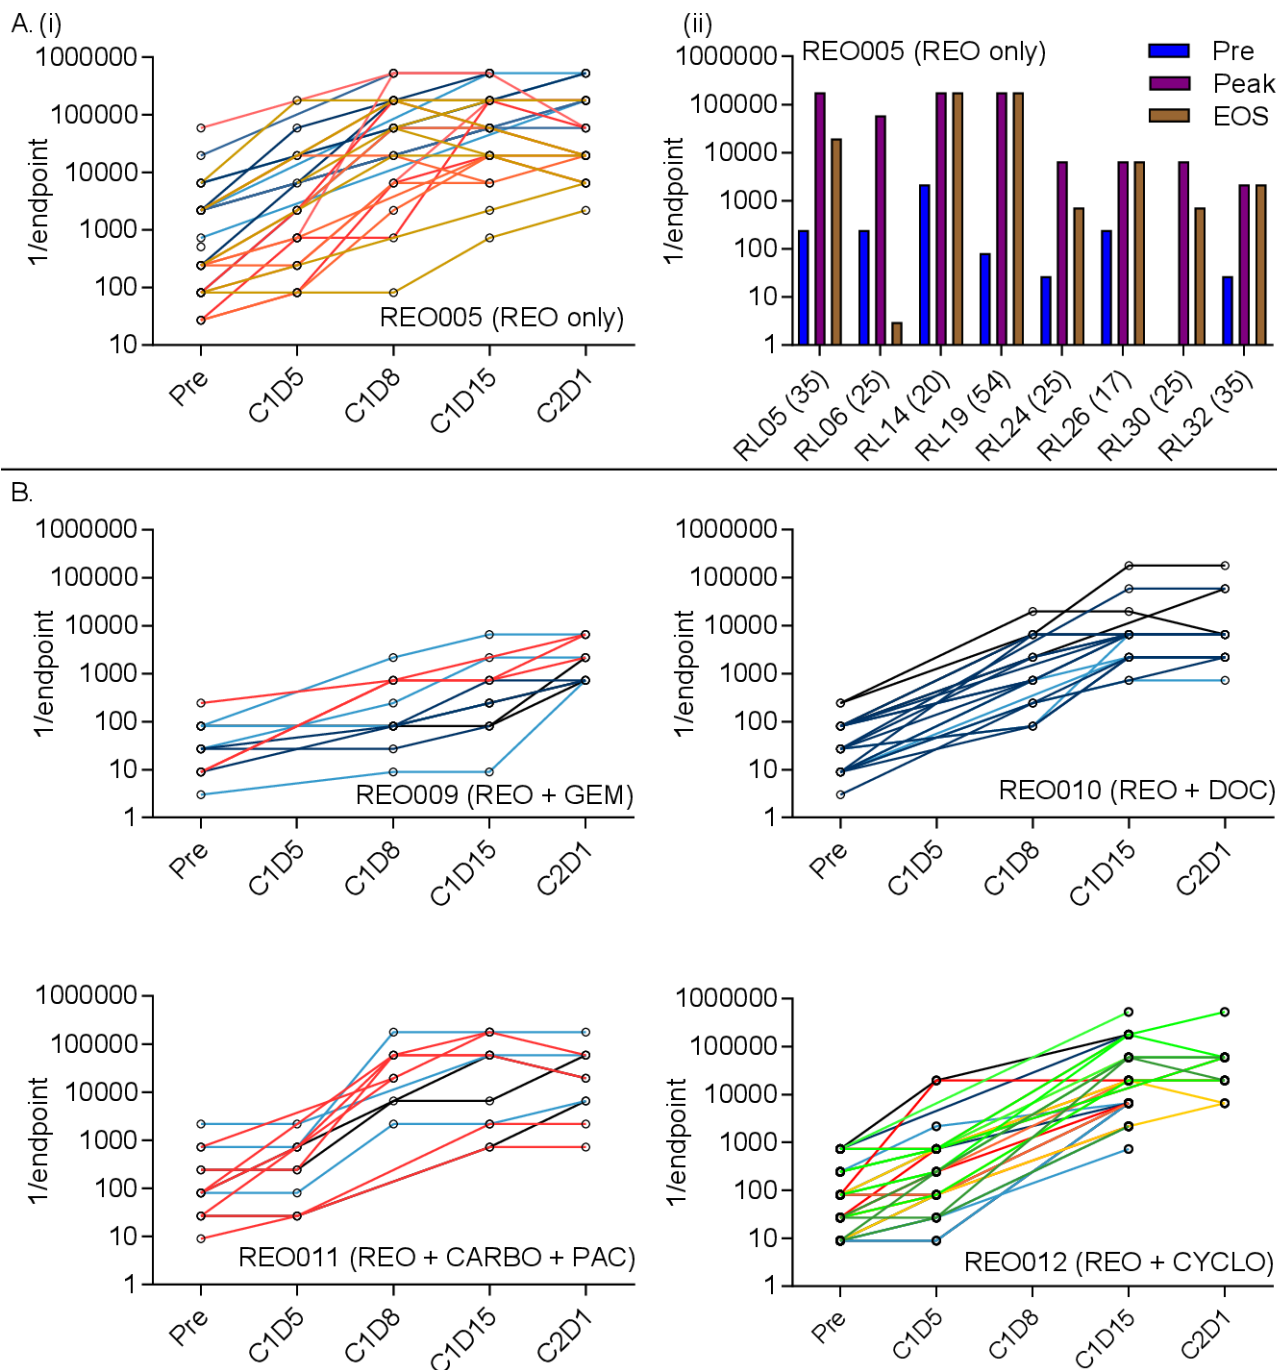 A. (i)
1/endpoint
1000000
100000
10000
1000
100
10
REO005 (REO only)
Pre
C1D5
C1D8
C1D15
C2D1
(ii)
REO005 (REO only)
Pre
Peak
EOS
1/endpoint
1000000
100000
10000
1000
100
10
1
RL05 (35)
RL06 (25)
RL14 (20)
RL19 (54)
RL24 (25)
RL26 (17)
RL30 (25)
RL32 (35)
B.
1/endpoint
1000000
100000
10000
1000
100
10
1
REO009 (REO + GEM)
Pre
C1D5
C1D8
C1D15
C2D1
1/endpoint
1000000
100000
10000
1000
100
10
1
REO010 (REO + DOC)
Pre
C1D5
C1D8
C1D15
C2D1
1/endpoint
1000000
100000
10000
1000
100
10
1
REO011 (REO + CARBO + PAC)
Pre
C1D5
C1D8
C1D15
C2D1
1/endpoint
1000000
100000
10000
1000
100
10
1
REO012 (REO + CYCLO)
Pre
C1D5
C1D8
C1D15
C2D1